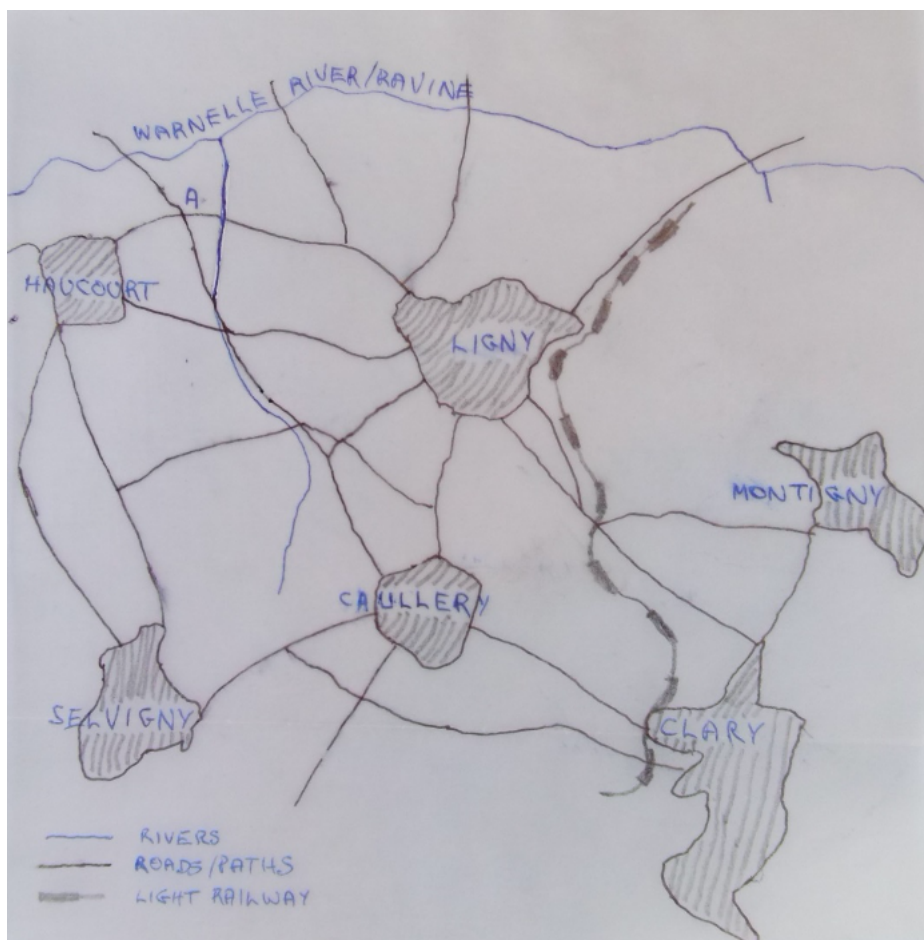 WARNELLE RIVER/RAVINE
A
HAUCOURT
LIGNY
MONTIGNY
CAULLERY
SELVIGNY
CLARY
RIVERS
ROADS/PATHS
LIGHT RAILWAY